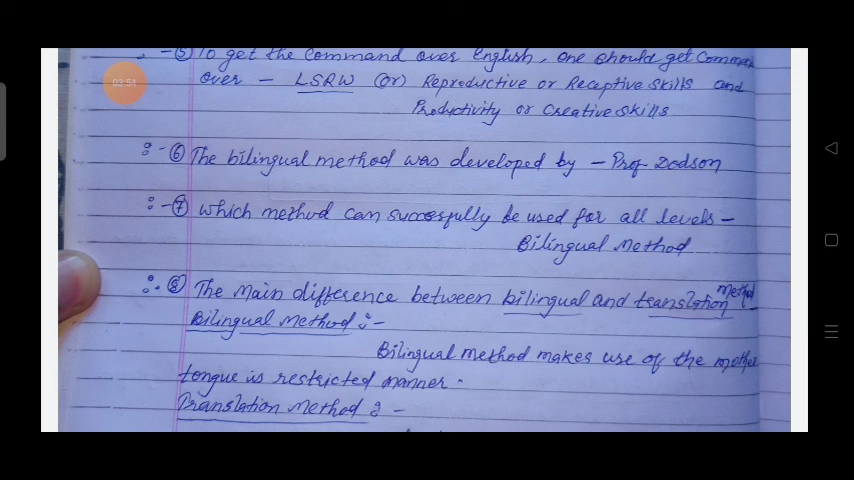 03:51
:-⑤ To get the Command over English, one should get Command
over - LSRW (or) Reproductive or Receptive skills and
Productivity or Creative skills
:-⑥ The bilingual method was developed by - Prof Dodson
:-⑦ which method can successfully be used for all levels -
Bilingual Method
:-⑧ The Main difference between bilingual and translation method
Bilingual Method :-
Bilingual method makes use of the mother
tongue is restricted manner.
Translation Method :-